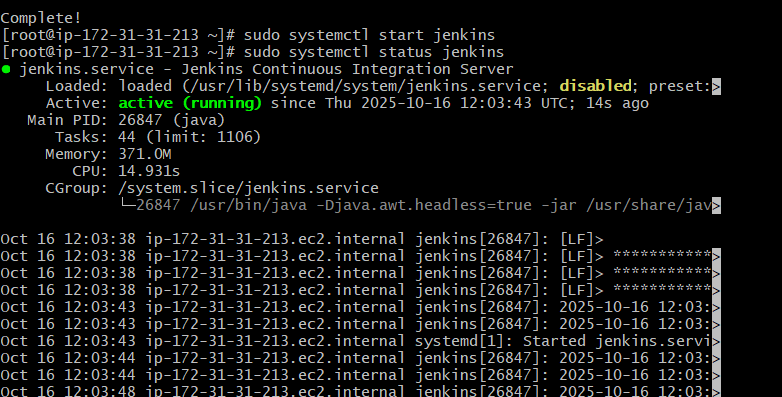 Complete!
[root@ip-172-31-31-213 ~]# sudo systemctl start jenkins
[root@ip-172-31-31-213 ~]# sudo systemctl status jenkins
● jenkins.service - Jenkins Continuous Integration Server
     Loaded: loaded (/usr/lib/systemd/system/jenkins.service; disabled; preset:>
     Active: active (running) since Thu 2025-10-16 12:03:43 UTC; 14s ago
   Main PID: 26847 (java)
      Tasks: 44 (limit: 1106)
     Memory: 371.0M
        CPU: 14.931s
     CGroup: /system.slice/jenkins.service
             └─26847 /usr/bin/java -Djava.awt.headless=true -jar /usr/share/jav>
Oct 16 12:03:38 ip-172-31-31-213.ec2.internal jenkins[26847]: [LF]>
Oct 16 12:03:38 ip-172-31-31-213.ec2.internal jenkins[26847]: [LF]> ***********>
Oct 16 12:03:38 ip-172-31-31-213.ec2.internal jenkins[26847]: [LF]> ***********>
Oct 16 12:03:38 ip-172-31-31-213.ec2.internal jenkins[26847]: [LF]> ***********>
Oct 16 12:03:43 ip-172-31-31-213.ec2.internal jenkins[26847]: 2025-10-16 12:03:>
Oct 16 12:03:43 ip-172-31-31-213.ec2.internal jenkins[26847]: 2025-10-16 12:03:>
Oct 16 12:03:43 ip-172-31-31-213.ec2.internal systemd[1]: Started jenkins.servi>
Oct 16 12:03:44 ip-172-31-31-213.ec2.internal jenkins[26847]: 2025-10-16 12:03:>
Oct 16 12:03:44 ip-172-31-31-213.ec2.internal jenkins[26847]: 2025-10-16 12:03:>
Oct 16 12:03:48 ip-172-31-31-213.ec2.internal jenkins[26847]: 2025-10-16 12:03:>